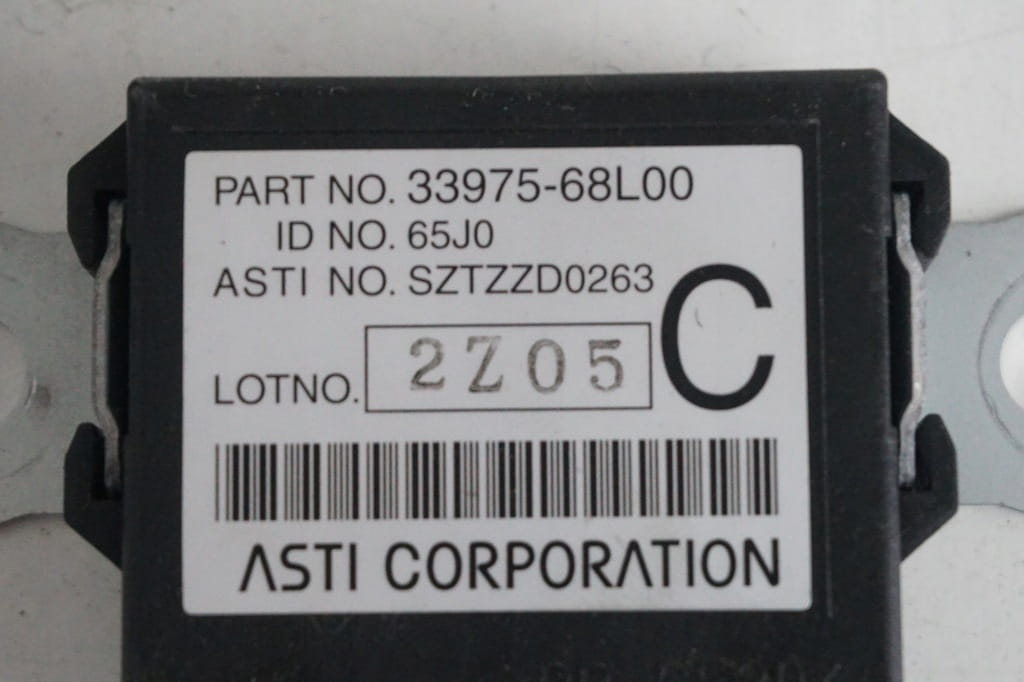 PART NO. 33975-68L00
ID NO. 65J0
ASTI NO. SZTZZD0263
C
LOTNO. 2Z05
ASTI CORPORATION